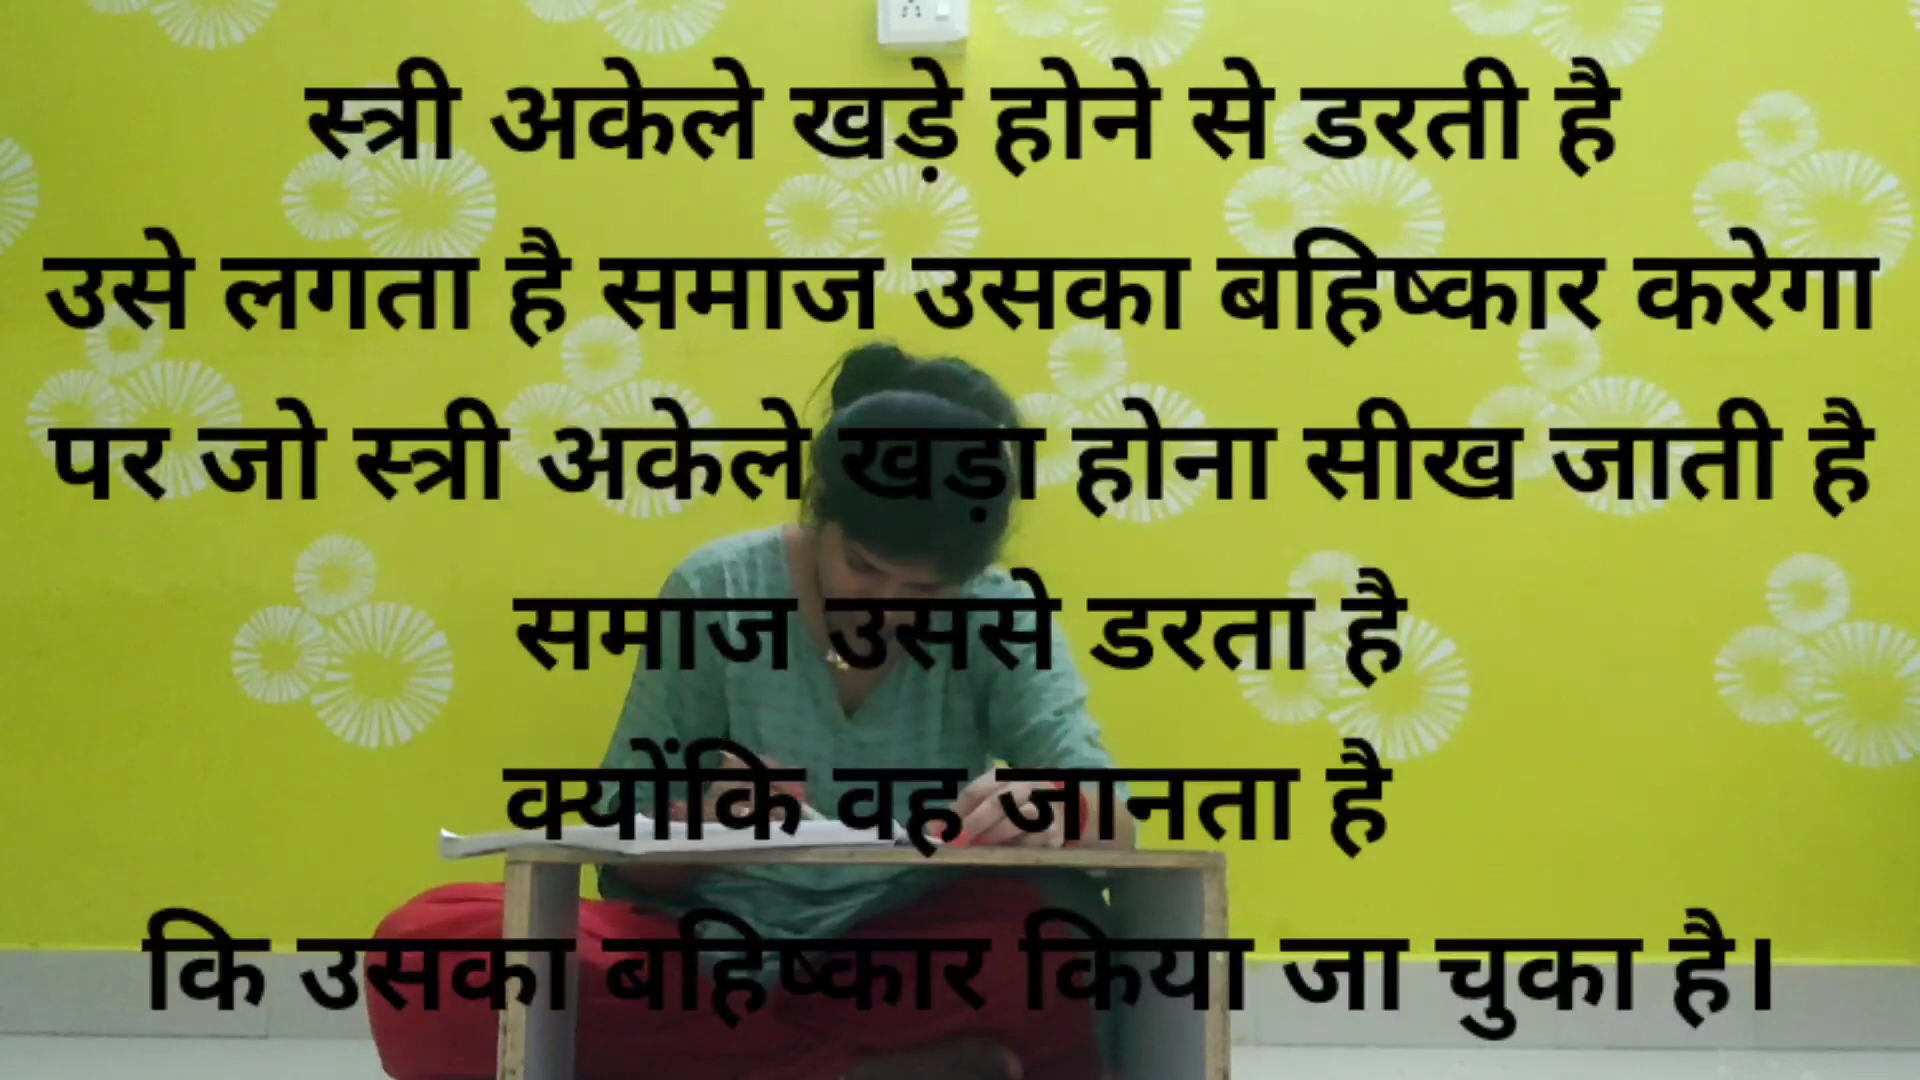 स्त्री अकेले खड़े होने से डरती है
उसे लगता है समाज उसका बहिष्कार करेगा
पर जो स्त्री अकेले खड़ा होना सीख जाती है
समाज उससे डरता है
क्योंकि वह जानता है
कि उसका बहिष्कार किया जा चुका है।